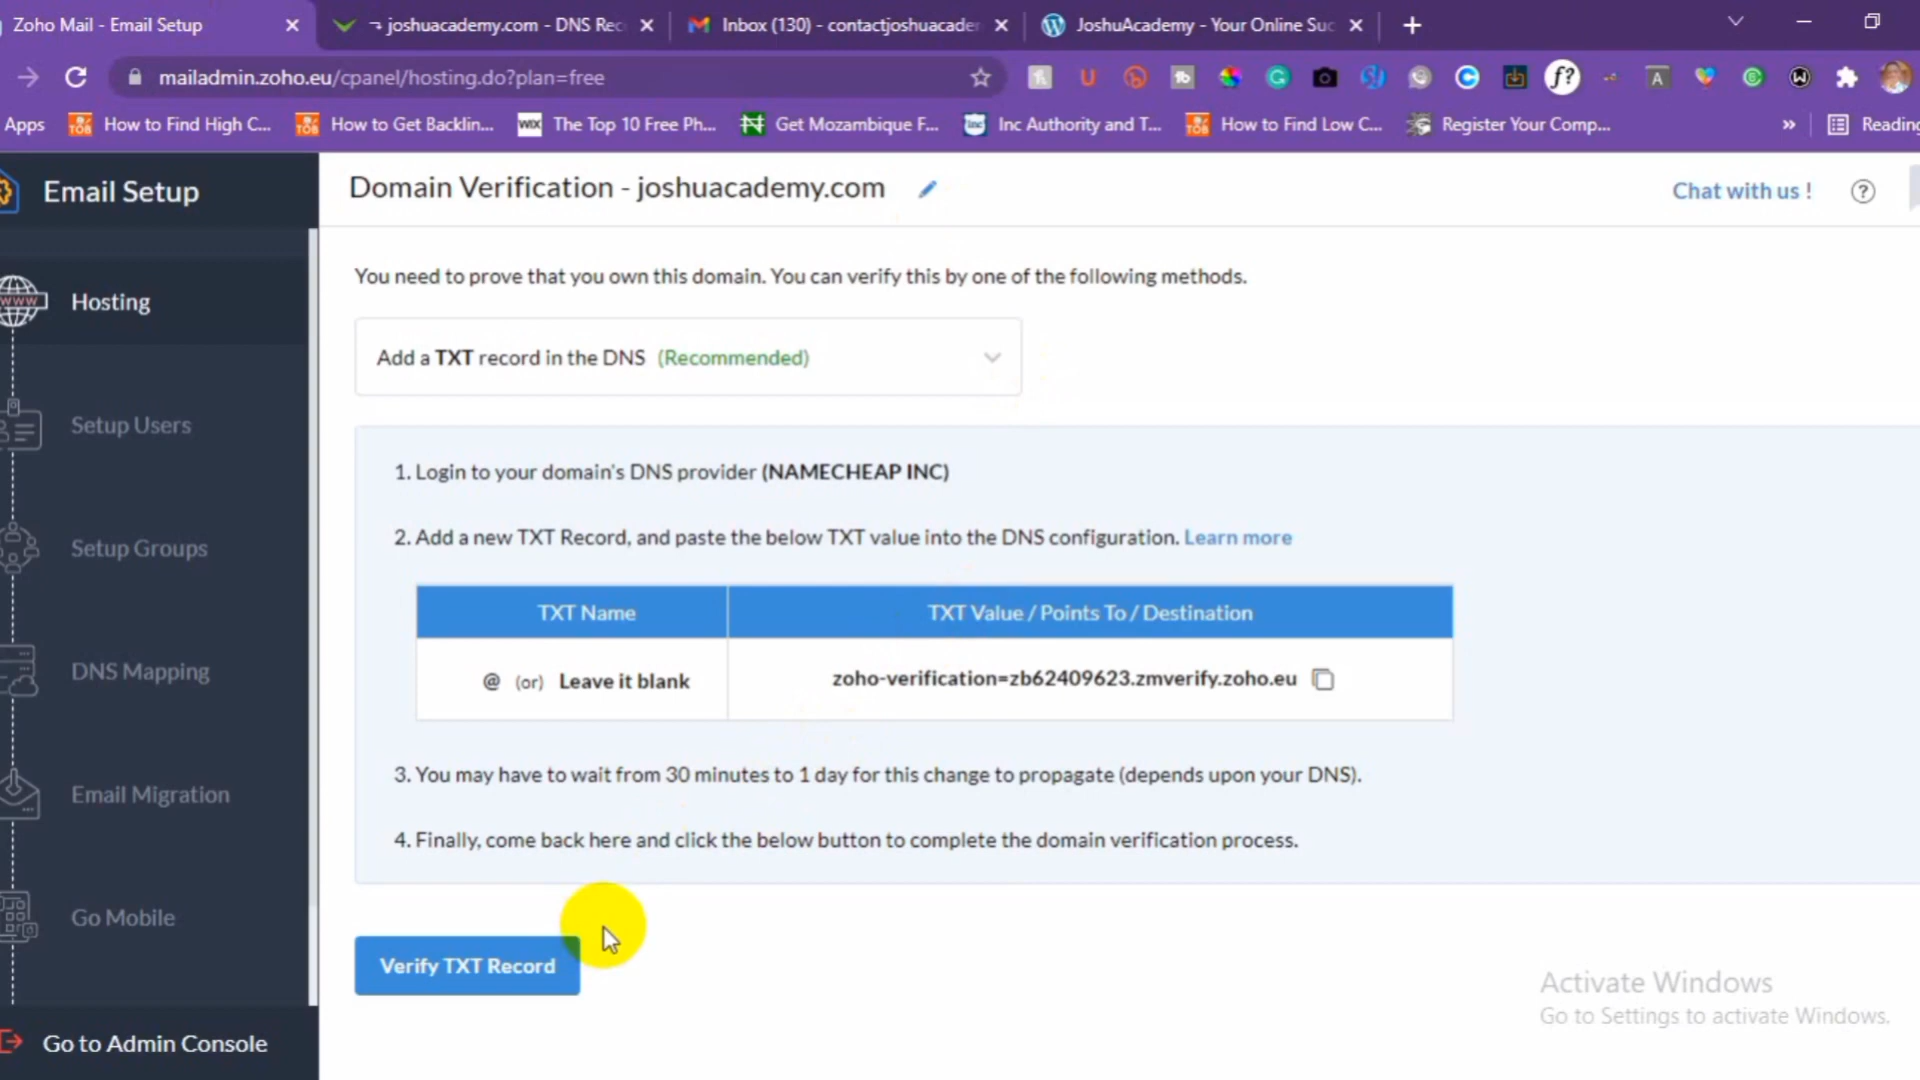 Zoho Mail - Email Setup
joshuacademy.com - DNS Rec
Inbox (130) - contactjoshuacader
JoshuAcademy - Your Online Suc
mailadmin.zoho.eu/cpanel/hosting.do?plan=free
Apps
How to Find High C...
How to Get Backlin...
The Top 10 Free Ph...
Get Mozambique F...
Inc Authority and T...
How to Find Low C...
Register Your Comp...
Reading
Email Setup
Domain Verification - joshuacademy.com
Chat with us !
You need to prove that you own this domain. You can verify this by one of the following methods.
Hosting
Add a TXT record in the DNS (Recommended)
Setup Users
1. Login to your domain's DNS provider (NAMECHEAP INC)
2. Add a new TXT Record, and paste the below TXT value into the DNS configuration. Learn more
Setup Groups
TXT Name
TXT Value / Points To / Destination
DNS Mapping
@ (or) Leave it blank
zoho-verification=zb62409623.zmverify.zoho.eu
3. You may have to wait from 30 minutes to 1 day for this change to propagate (depends upon your DNS).
Email Migration
4. Finally, come back here and click the below button to complete the domain verification process.
Go Mobile
Verify TXT Record
Activate Windows
Go to Settings to activate Windows.
Go to Admin Console